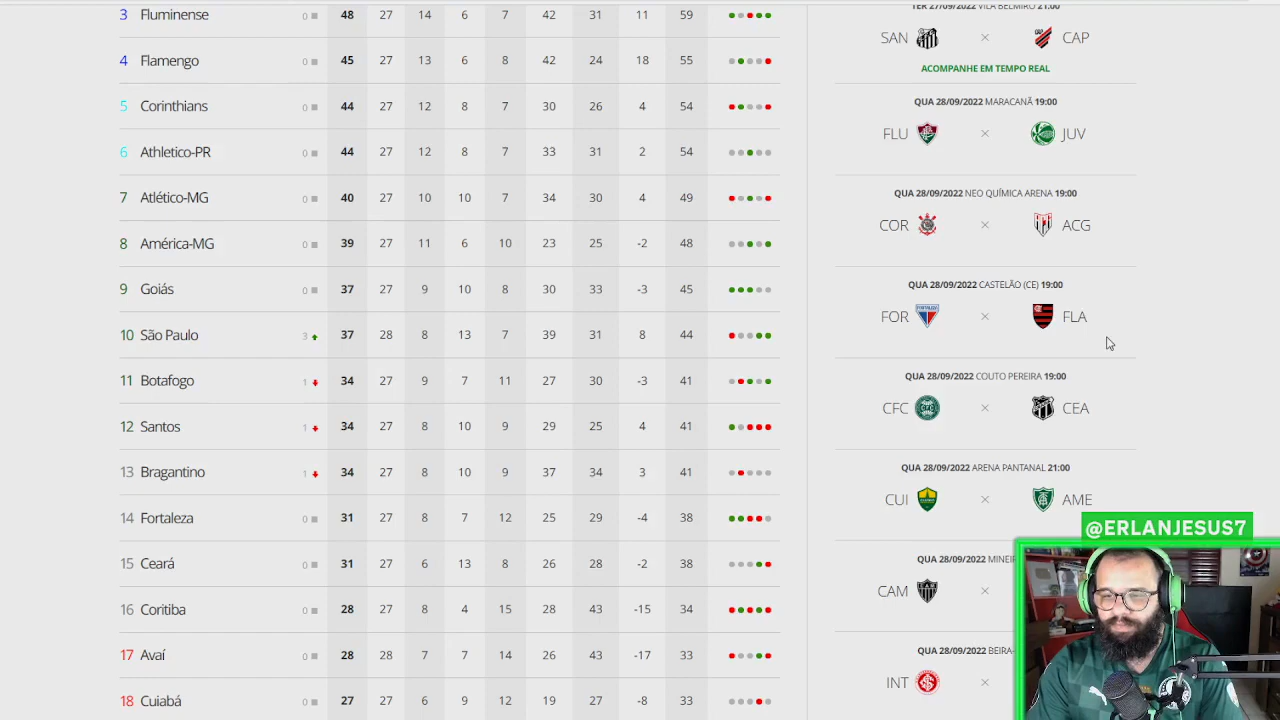 3 Fluminense 0 48 27 14 6 7 42 31 11 59
4 Flamengo 0 45 27 13 6 8 42 24 18 55
5 Corinthians 0 44 27 12 8 7 30 26 4 54
6 Athletico-PR 0 44 27 12 8 7 33 31 2 54
7 Atlético-MG 0 40 27 10 10 7 34 30 4 49
8 América-MG 0 39 27 11 6 10 23 25 -2 48
9 Goiás 0 37 27 9 10 8 30 33 -3 45
10 São Paulo 3 37 28 8 13 7 39 31 8 44
11 Botafogo 1 34 27 9 7 11 27 30 -3 41
12 Santos 1 34 27 8 10 9 29 25 4 41
13 Bragantino 1 34 27 8 10 9 37 34 3 41
14 Fortaleza 0 31 27 8 7 12 25 29 -4 38
15 Ceará 0 31 27 6 13 8 25 28 -3 38
16 Coritiba 0 28 27 8 4 15 28 43 -15 34
17 Avaí 0 28 28 7 7 14 26 43 -17 33
18 Cuiabá 0 27 27 6 9 12 19 27 -8 33
TER 27/09/2022 VILA BELMIRO 21:00
SAN × CAP
ACOMPANHE EM TEMPO REAL
QUA 28/09/2022 MARACANÃ 19:00
FLU × JUV
QUA 28/09/2022 NEO QUÍMICA ARENA 19:00
COR × ACG
QUA 28/09/2022 CASTELÃO (CE) 19:00
FOR × FLA
QUA 28/09/2022 COUTO PEREIRA 19:00
CFC × CEA
QUA 28/09/2022 ARENA PANTANAL 21:00
CUI × AME
QUA 28/09/2022
CAM ×
QUA 28/09/2022
INT ×
@ERLANJESUS7